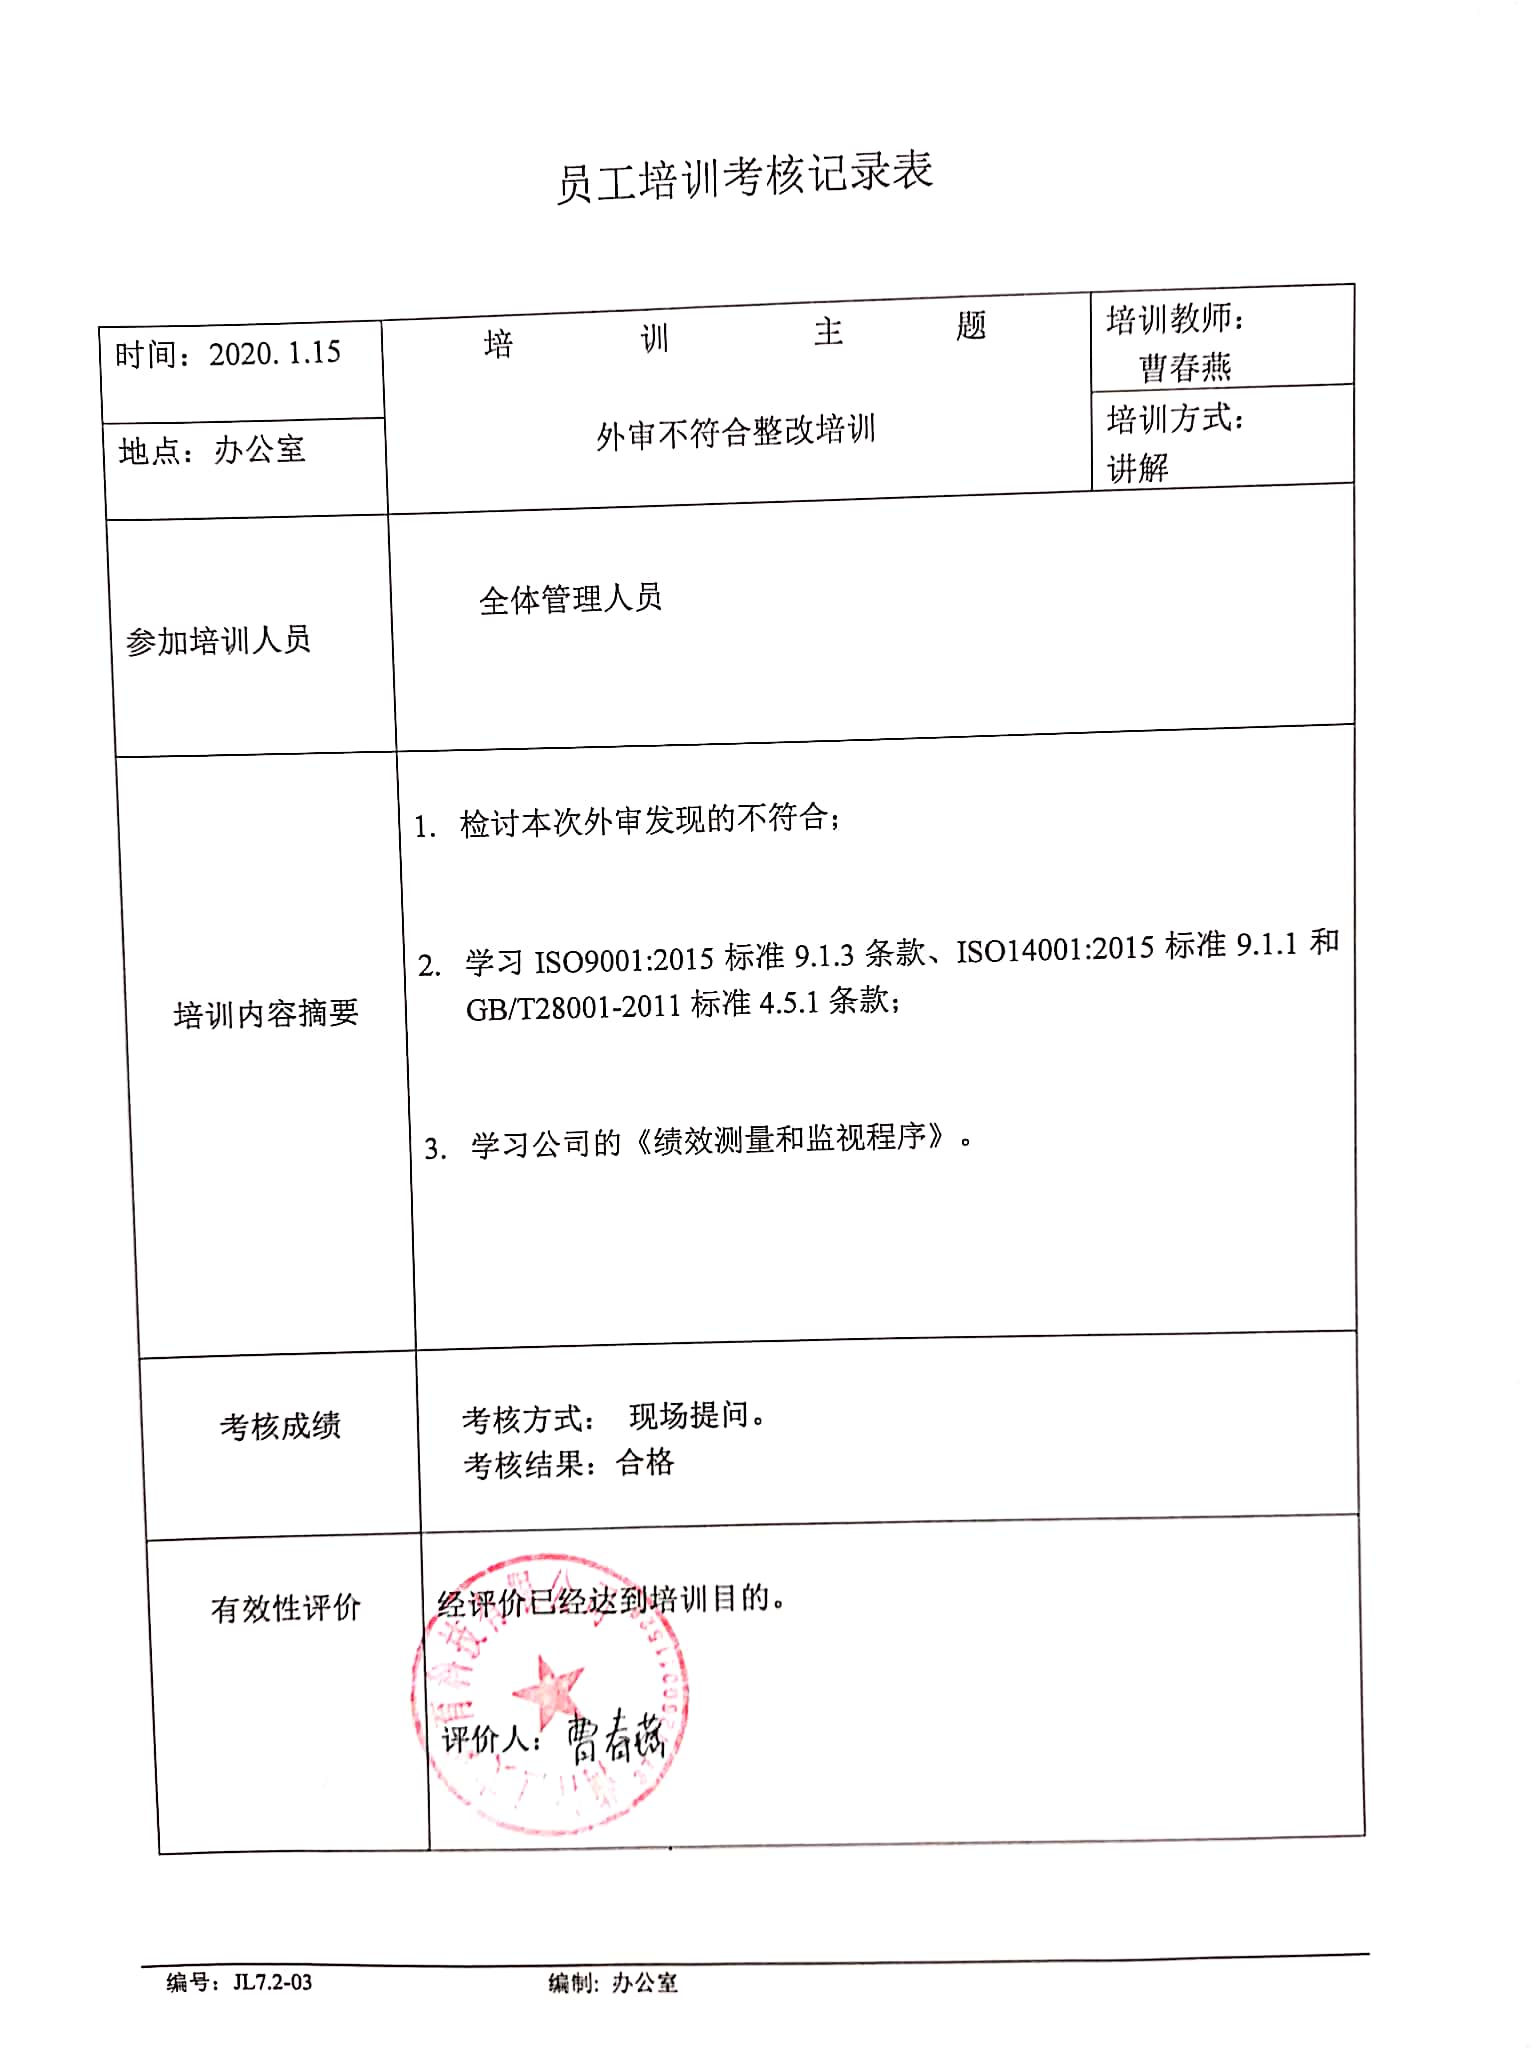 员工培训考核记录表
时间：2020. 1.15
培 训 主 题
培训教师：
曹春燕
地点：办公室
外审不符合整改培训
培训方式：
讲解
参加培训人员
全体管理人员
培训内容摘要
1. 检讨本次外审发现的不符合；
2. 学习 ISO9001:2015 标准 9.1.3 条款、ISO14001:2015 标准 9.1.1 和
GB/T28001-2011 标准 4.5.1 条款；
3. 学习公司的《绩效测量和监视程序》。
考核成绩
考核方式： 现场提问。
考核结果：合格
有效性评价
经评价已经达到培训目的。
科技有限公司
评价人：曹春燕
编号：JL7.2-03
编制: 办公室